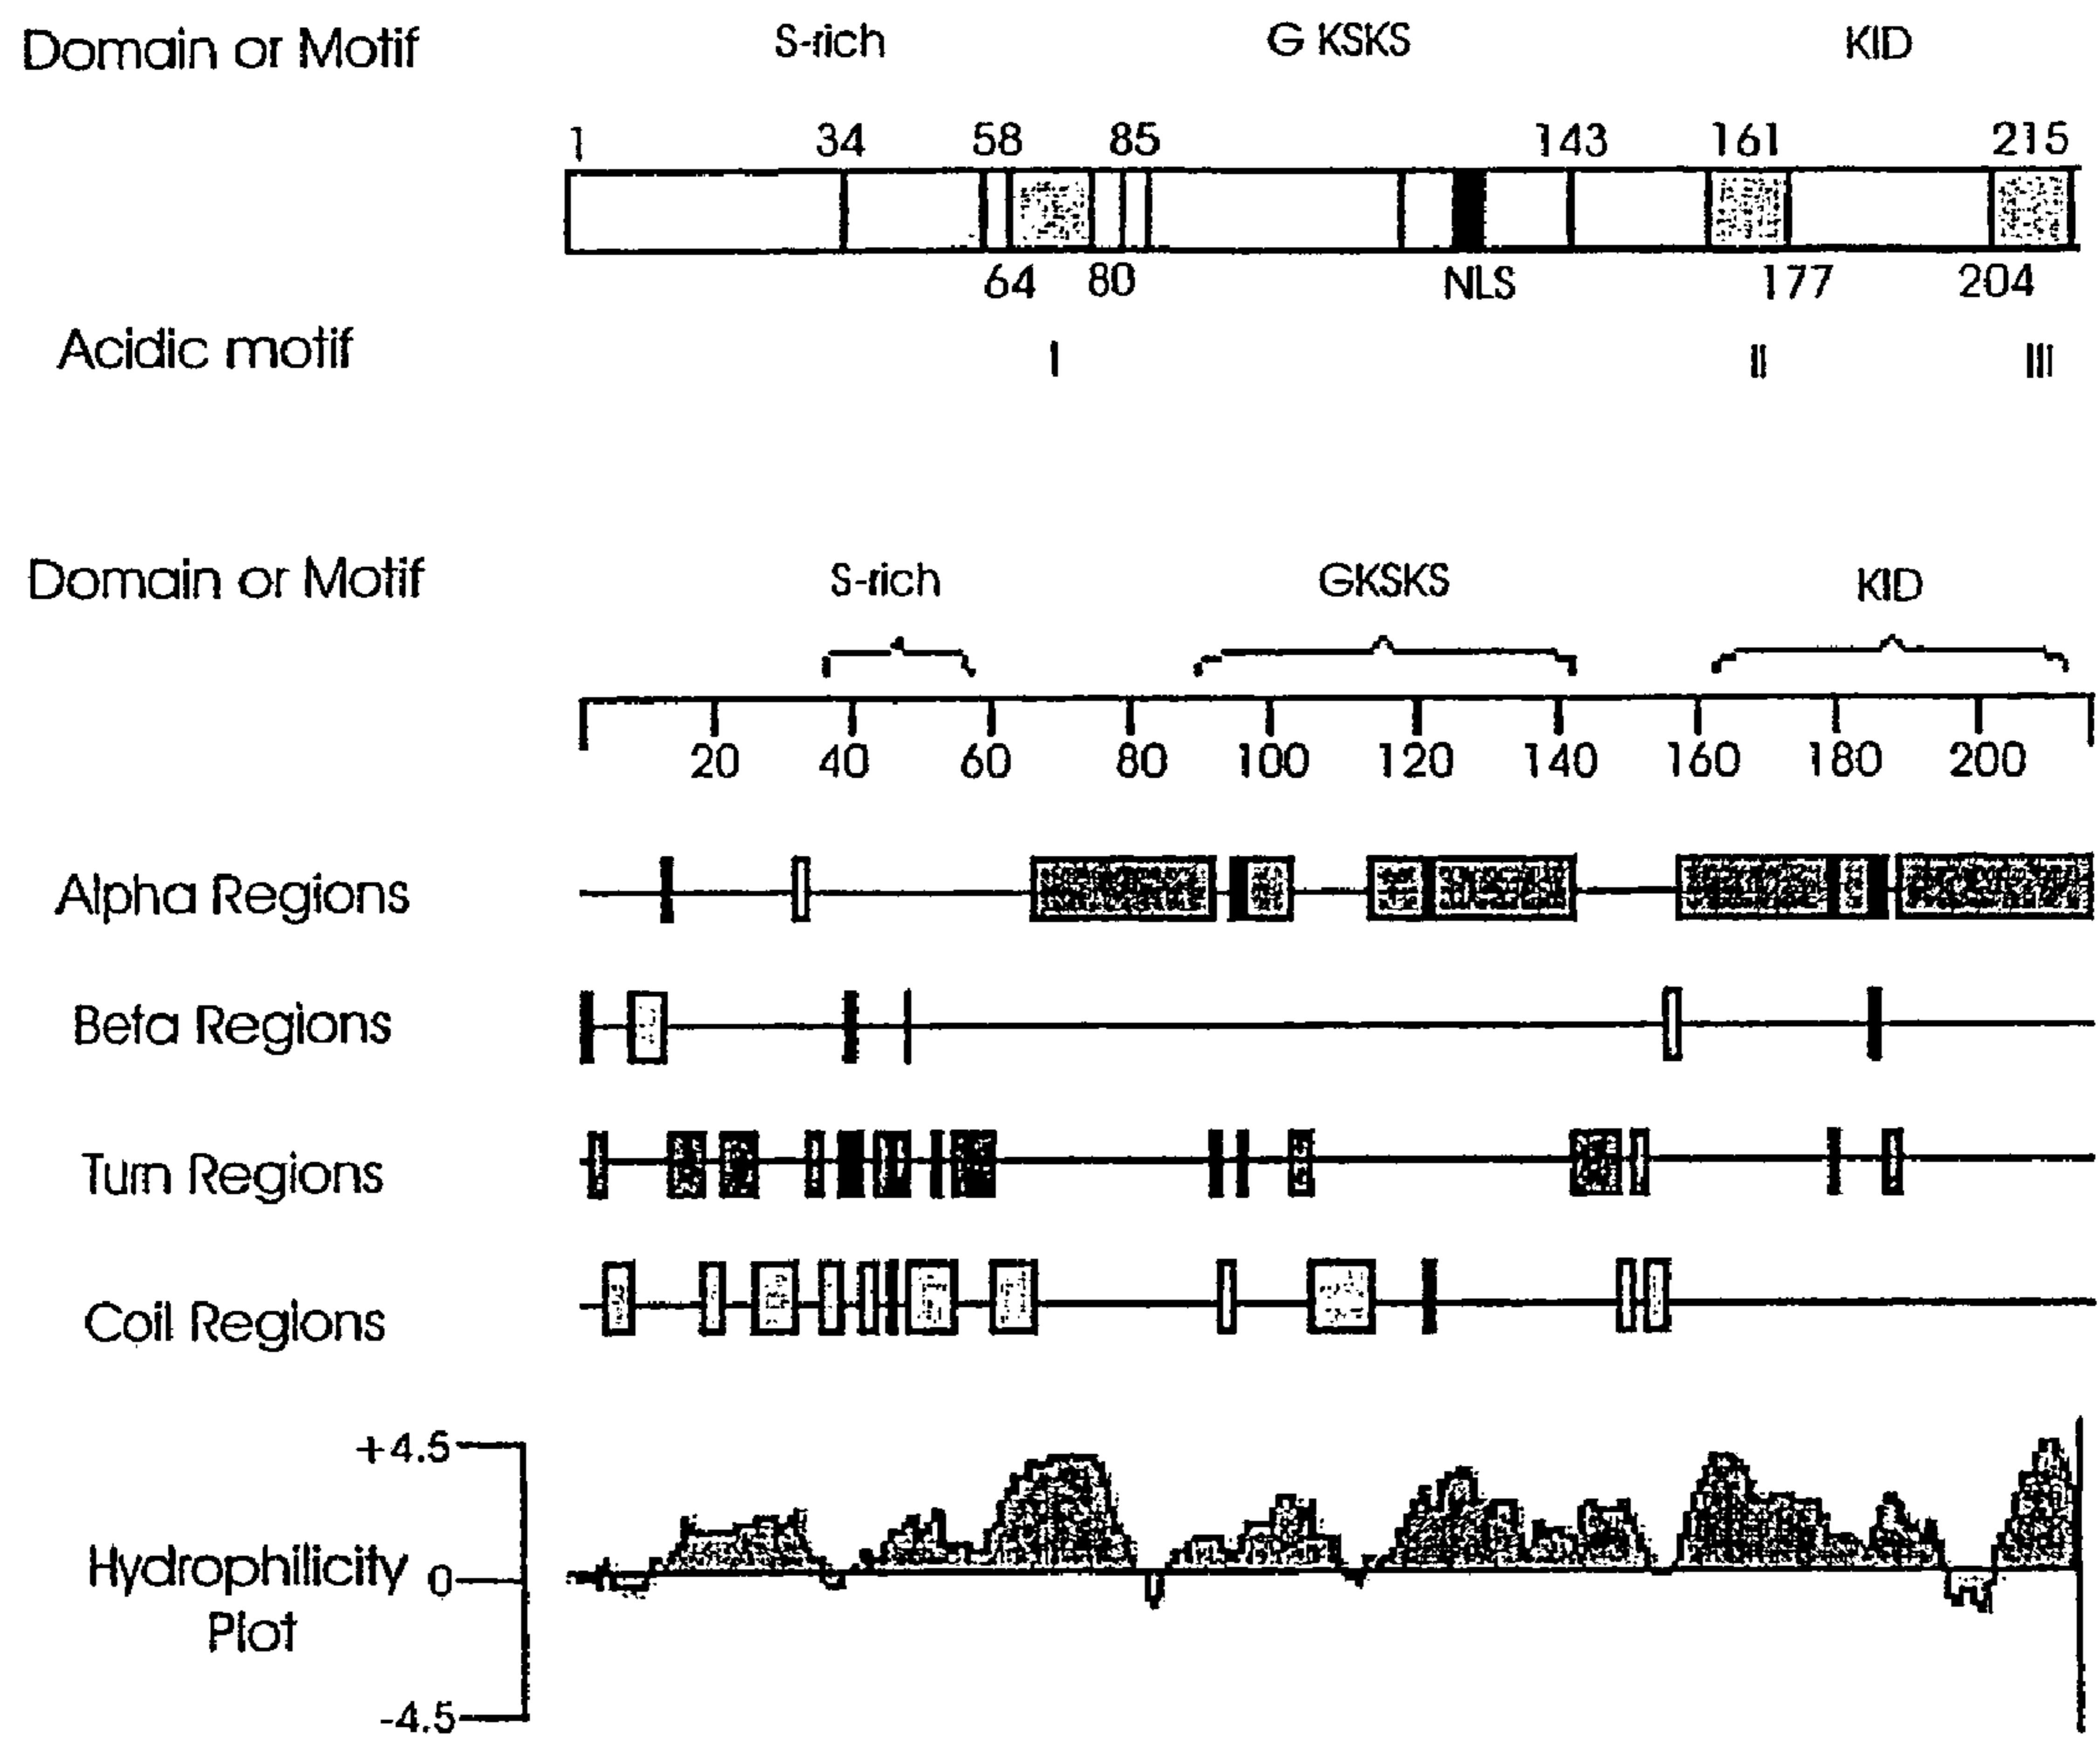 Domain or Motif S-rich G KSKS KID
1 34 58 85 143 161 215
64 80 NLS 177 204
Acidic motif I II III
Domain or Motif S-rich GKSKS KID
20 40 60 80 100 120 140 160 180 200
Alpha Regions
Beta Regions
Turn Regions
Coil Regions
+4.5
Hydrophilicity 0
Plot
-4.5